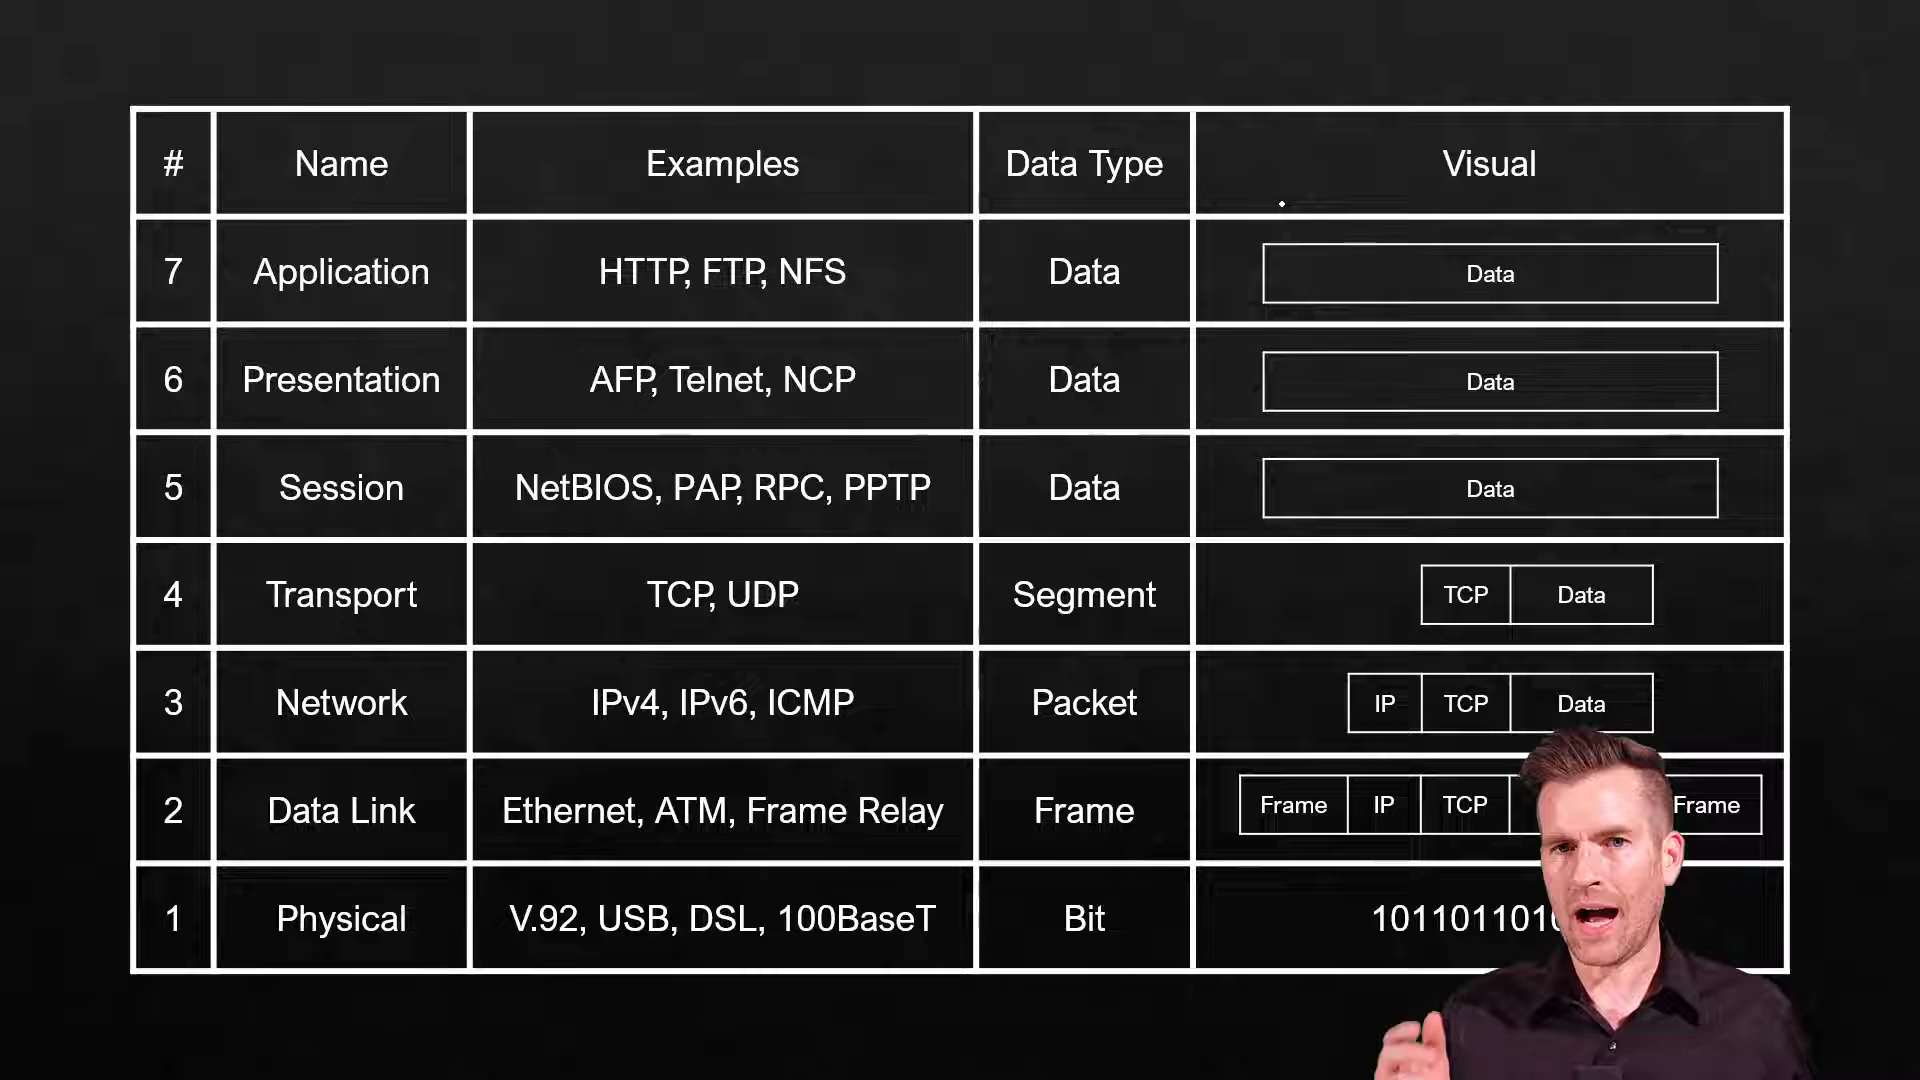 # Name Examples Data Type Visual
7 Application HTTP, FTP, NFS Data Data
6 Presentation AFP, Telnet, NCP Data Data
5 Session NetBIOS, PAP, RPC, PPTP Data Data
4 Transport TCP, UDP Segment TCP Data
3 Network IPv4, IPv6, ICMP Packet IP TCP Data
2 Data Link Ethernet, ATM, Frame Relay Frame Frame IP TCP Frame
1 Physical V.92, USB, DSL, 100BaseT Bit 101101101